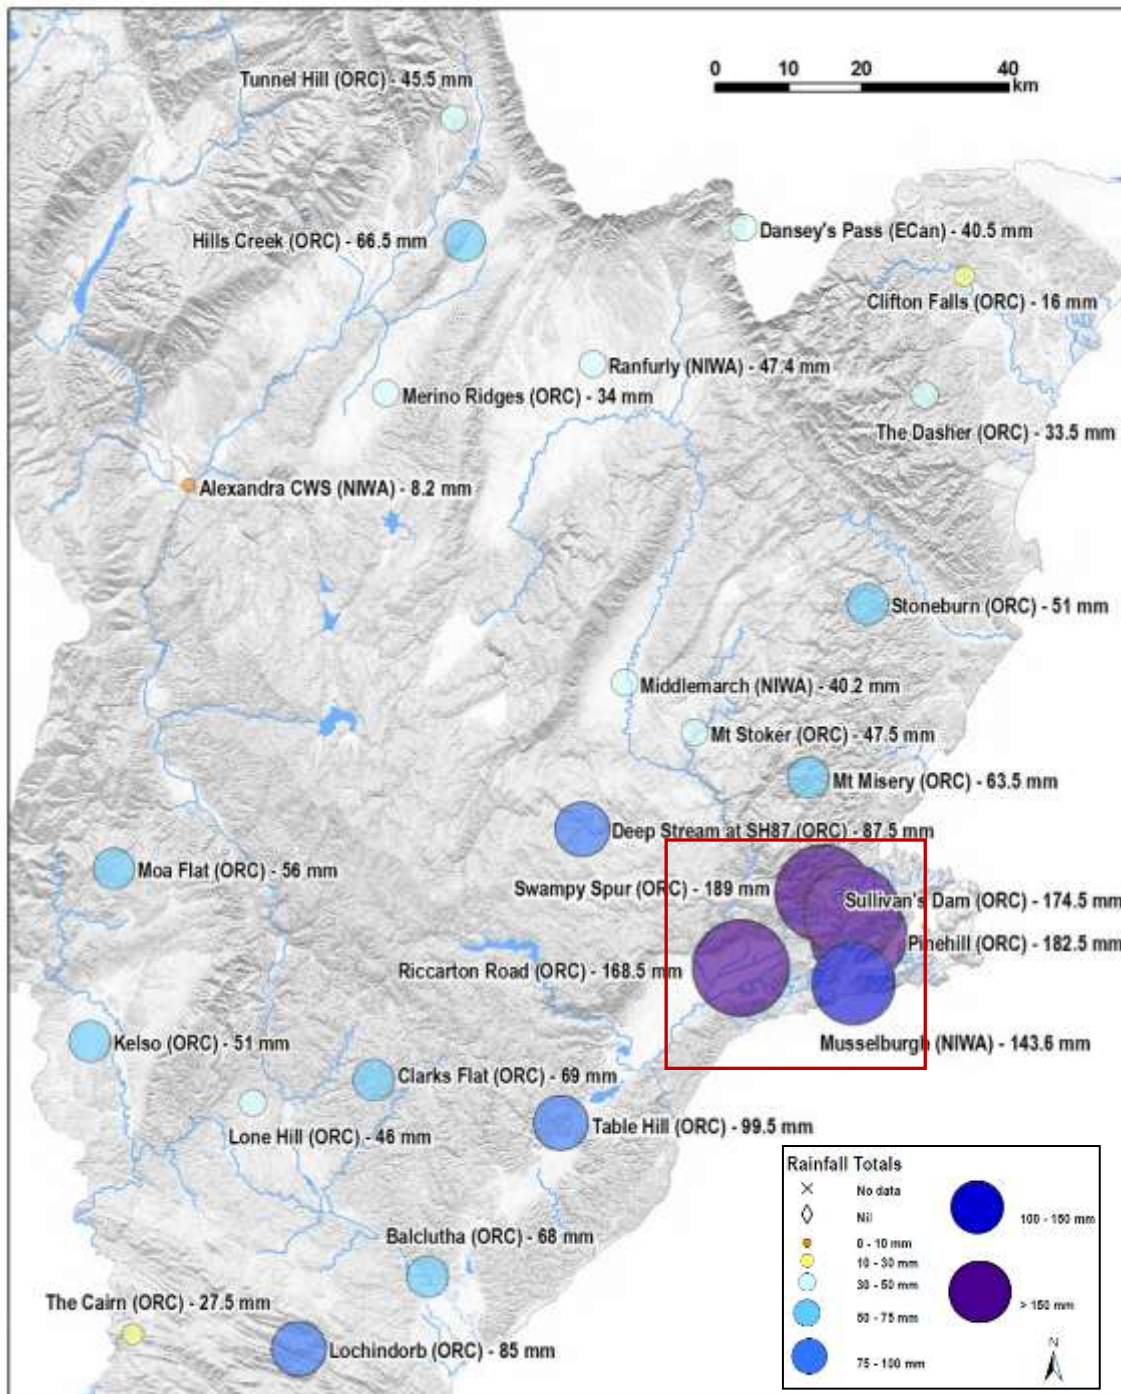 0 10 20 40
km
Tunnel Hill (ORC) - 45.5 mm
Hills Creek (ORC) - 66.5 mm
Dansey's Pass (ECan) - 40.5 mm
Clifton Falls (ORC) - 16 mm
Ranfurly (NIWA) - 47.4 mm
Merino Ridges (ORC) - 34 mm
The Dasher (ORC) - 33.5 mm
Alexandra CWS (NIWA) - 8.2 mm
Stoneburn (ORC) - 51 mm
Middlemarch (NIWA) - 40.2 mm
Mt Stoker (ORC) - 47.5 mm
Mt Misery (ORC) - 63.5 mm
Deep Stream at SH87 (ORC) - 87.5 mm
Moa Flat (ORC) - 56 mm
Swampy Spur (ORC) - 189 mm
Sullivan's Dam (ORC) - 174.5 mm
Pinehill (ORC) - 182.5 mm
Riccarton Road (ORC) - 168.5 mm
Musselburgh (NIWA) - 143.6 mm
Kelso (ORC) - 51 mm
Clarks Flat (ORC) - 69 mm
Table Hill (ORC) - 99.5 mm
Lone Hill (ORC) - 46 mm
Balclutha (ORC) - 68 mm
The Cairn (ORC) - 27.5 mm
Lochindorb (ORC) - 85 mm
Rainfall Totals
No data
Nil
0 - 10 mm
10 - 30 mm
30 - 50 mm
50 - 75 mm
75 - 100 mm
100 - 150 mm
> 150 mm
N